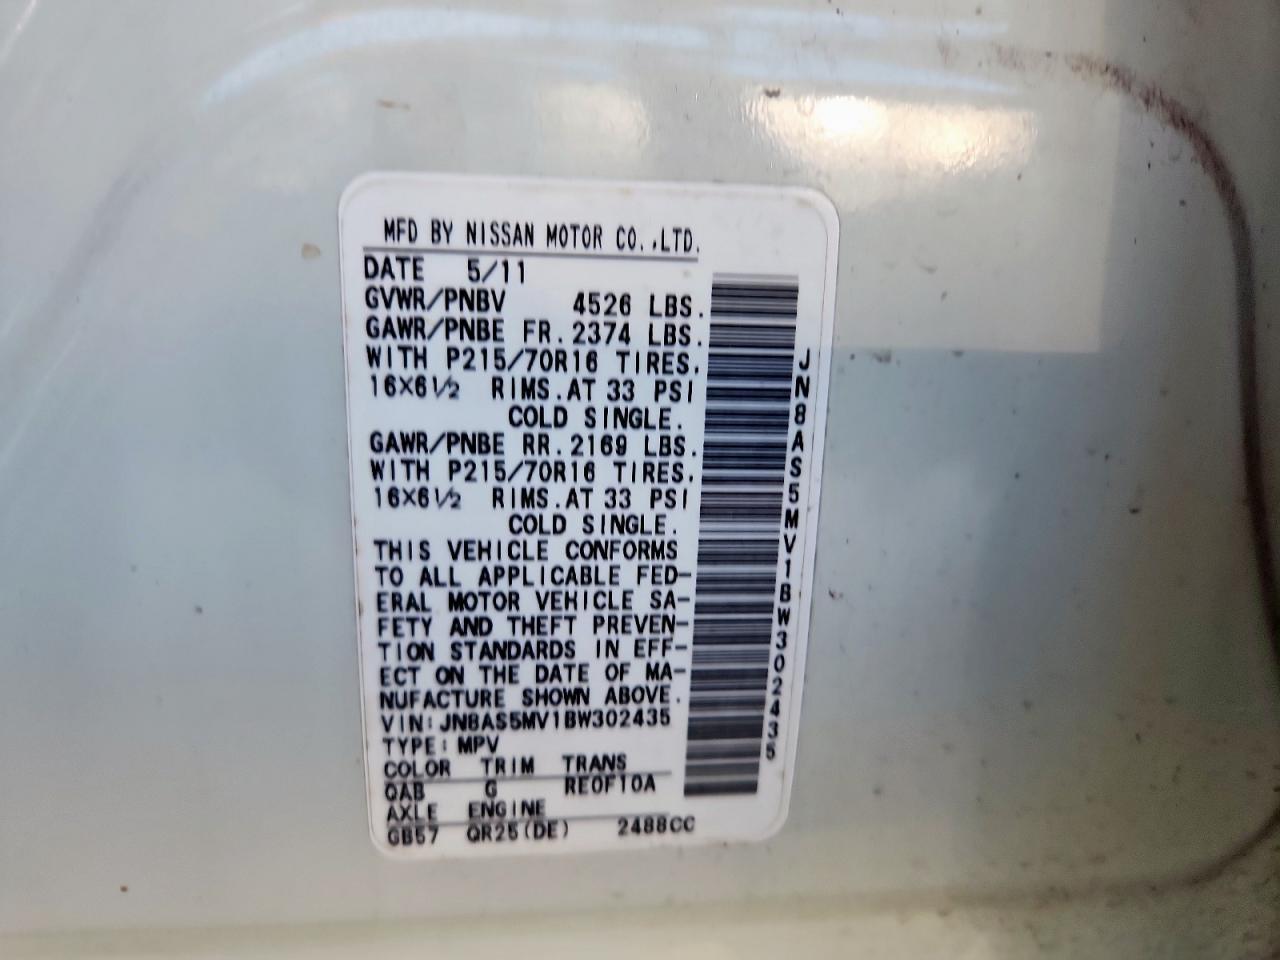 MFD BY NISSAN MOTOR CO.,LTD.
DATE 5/11
GVWR/PNBV 4526 LBS.
GAWR/PNBE FR. 2374 LBS.
WITH P215/70R16 TIRES.
16×6½ RIMS. AT 33 PSI
COLD SINGLE.
GAWR/PNBE RR. 2169 LBS.
WITH P215/70R16 TIRES.
16×6½ RIMS. AT 33 PSI
COLD SINGLE.
THIS VEHICLE CONFORMS
TO ALL APPLICABLE FED-
ERAL MOTOR VEHICLE SA-
FETY AND THEFT PREVEN-
TION STANDARDS IN EFF-
ECT ON THE DATE OF MA-
NUFACTURE SHOWN ABOVE.
VIN: JN8AS5MV1BW302435
TYPE: MPV
COLOR TRIM TRANS
QAB G RE0F10A
AXLE ENGINE
GB57 QR25(DE) 2488CC
JN8AS5MV1BW302435